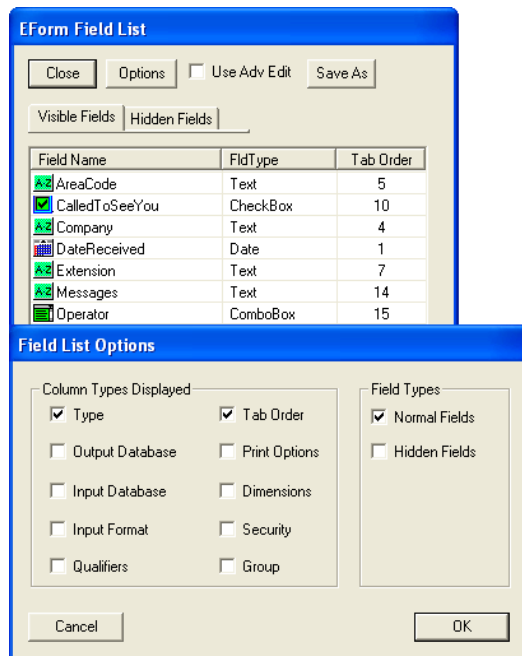 EForm Field List
Close Options Use Adv Edit Save As
Visible Fields Hidden Fields
Field Name FldType Tab Order
A-Z AreaCode Text 5
CalledToSeeYou CheckBox 10
A-Z Company Text 4
DateReceived Date 1
A-Z Extension Text 7
A-Z Messages Text 14
Operator ComboBox 15
Field List Options
Column Types Displayed Field Types
Type Tab Order Normal Fields
Output Database Print Options Hidden Fields
Input Database Dimensions
Input Format Security
Qualifiers Group
Cancel OK